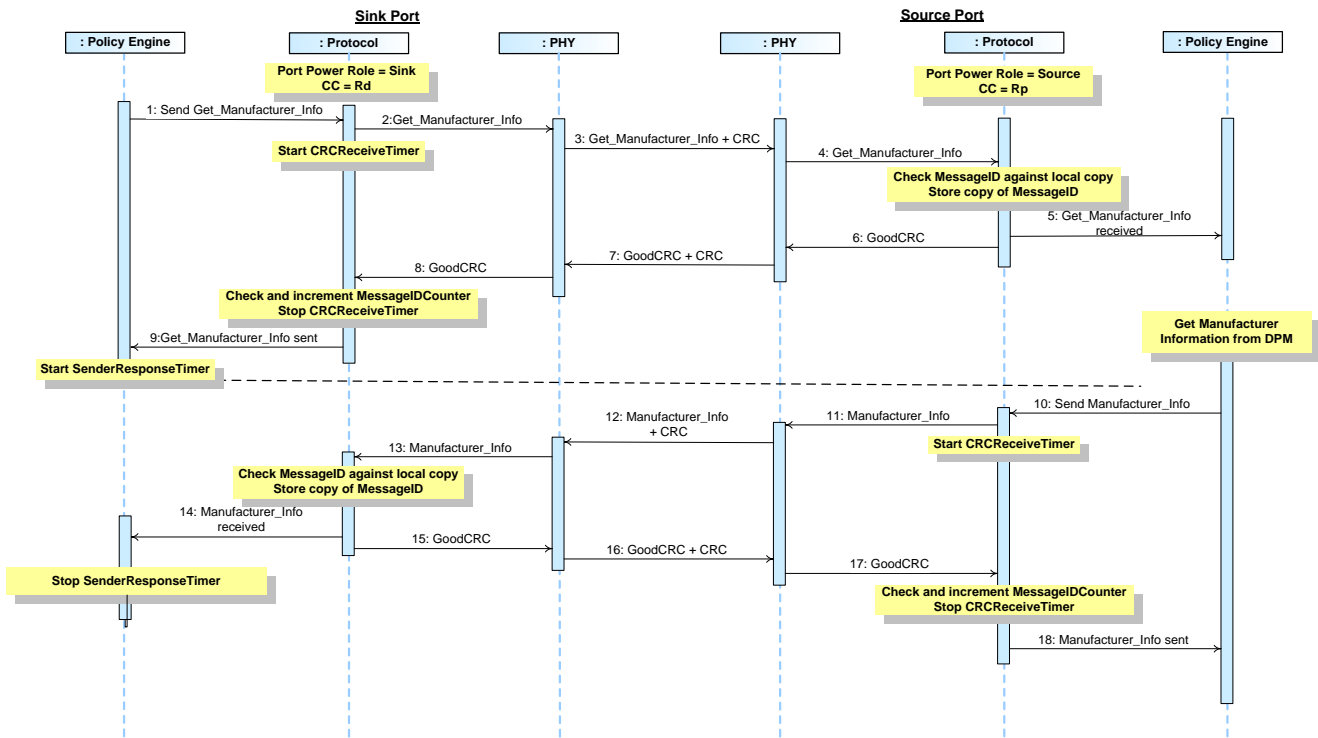 Sink Port
Source Port
: Policy Engine
: Protocol
: PHY
: PHY
: Protocol
: Policy Engine
Port Power Role = Sink
CC = Rd
Port Power Role = Source
CC = Rp
1: Send Get_Manufacturer_Info
2:Get_Manufacturer_Info
Start CRCReceiveTimer
3: Get_Manufacturer_Info + CRC
4: Get_Manufacturer_Info
Check MessageID against local copy
Store copy of MessageID
5: Get_Manufacturer_Info
received
6: GoodCRC
7: GoodCRC + CRC
8: GoodCRC
Check and increment MessageIDCounter
Stop CRCReceiveTimer
9:Get_Manufacturer_Info sent
Start SenderResponseTimer
Get Manufacturer
Information from DPM
10: Send Manufacturer_Info
11: Manufacturer_Info
Start CRCReceiveTimer
12: Manufacturer_Info
+ CRC
13: Manufacturer_Info
Check MessageID against local copy
Store copy of MessageID
14: Manufacturer_Info
received
15: GoodCRC
16: GoodCRC + CRC
17: GoodCRC
Stop SenderResponseTimer
Check and increment MessageIDCounter
Stop CRCReceiveTimer
18: Manufacturer_Info sent